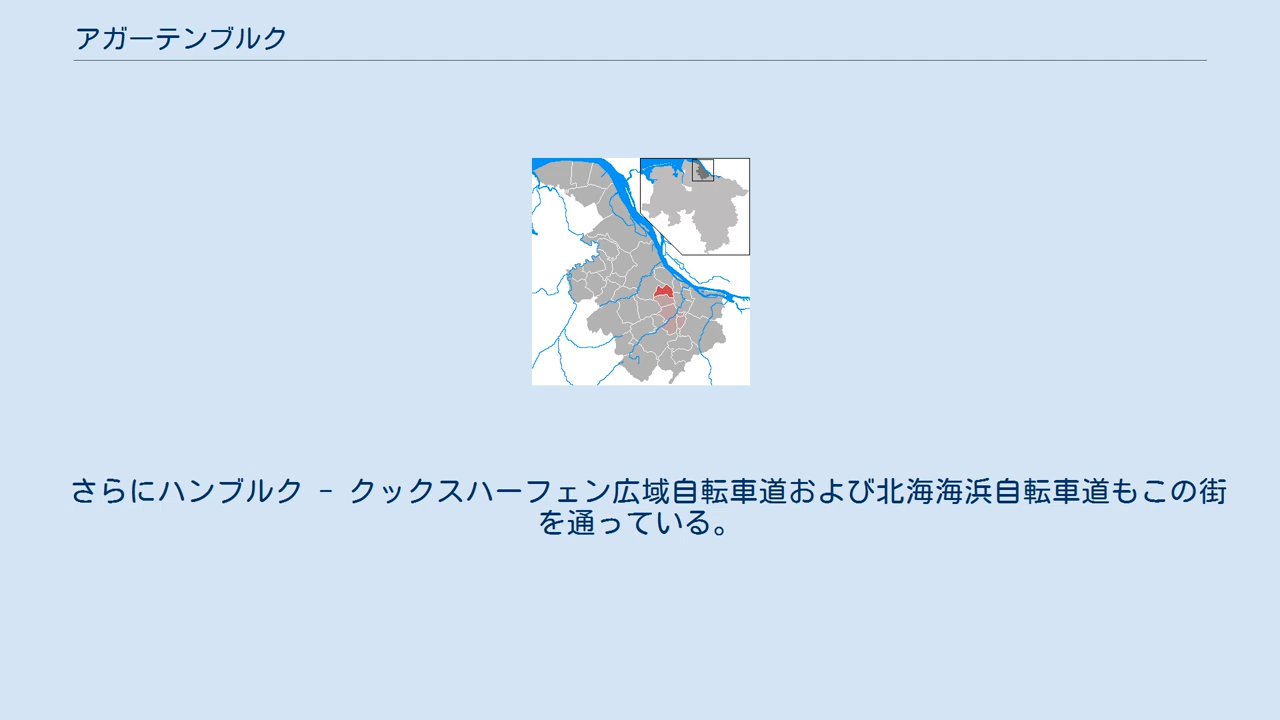 アガーテンブルク
さらにハンブルク － クックスハーフェン広域自転車道および北海海浜自転車道もこの街
を通っている。